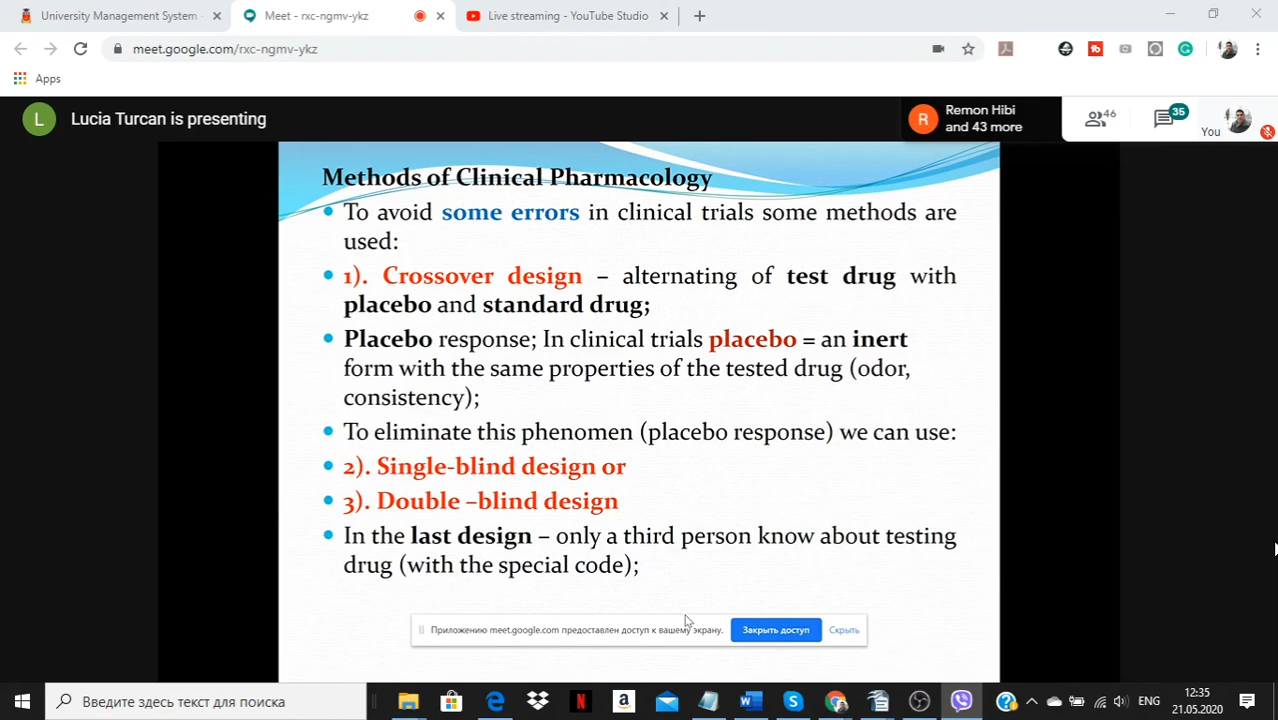 University Management System -
Meet - rxc-ngmv-ykz
Live streaming - YouTube Studio
meet.google.com/rxc-ngmv-ykz
Apps
L
Lucia Turcan is presenting
R
Remon Hibi
and 43 more
46
35
You
Methods of Clinical Pharmacology
To avoid some errors in clinical trials some methods are
used:
1). Crossover design – alternating of test drug with
placebo and standard drug;
Placebo response; In clinical trials placebo = an inert
form with the same properties of the tested drug (odor,
consistency);
To eliminate this phenomen (placebo response) we can use:
2). Single-blind design or
3). Double –blind design
In the last design – only a third person know about testing
drug (with the special code);
Приложению meet.google.com предоставлен доступ к вашему экрану.
Закрыть доступ
Скрыть
Введите здесь текст для поиска
ENG
12:35
21.05.2020